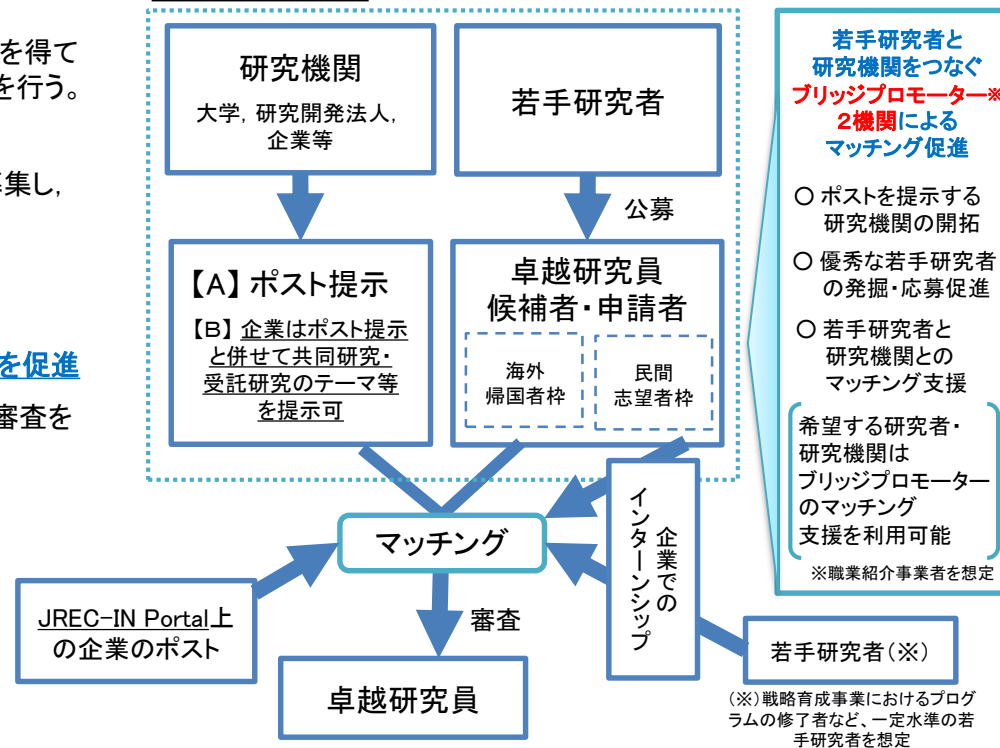 を得て
を行う。
募集し,
を促進
審査を
研究機関
大学, 研究開発法人,
企業等
若手研究者
公募
【A】ポスト提示
【B】企業はポスト提示
と併せて共同研究・
受託研究のテーマ等
を提示可
卓越研究員
候補者・申請者
海外
帰国者枠
民間
志望者枠
マッチング
企業での
インターンシップ
JREC-IN Portal上
の企業のポスト
審査
卓越研究員
若手研究者(※)
(※)戦略育成事業におけるプログ
ラムの修了者など、一定水準の若
手研究者を想定
若手研究者と
研究機関をつなぐ
ブリッジプロモーター※
2機関による
マッチング促進
○ ポストを提示する
研究機関の開拓
○ 優秀な若手研究者
の発掘・応募促進
○ 若手研究者と
研究機関との
マッチング支援
希望する研究者・
研究機関は
ブリッジプロモーター
のマッチング
支援を利用可能
※職業紹介事業者を想定